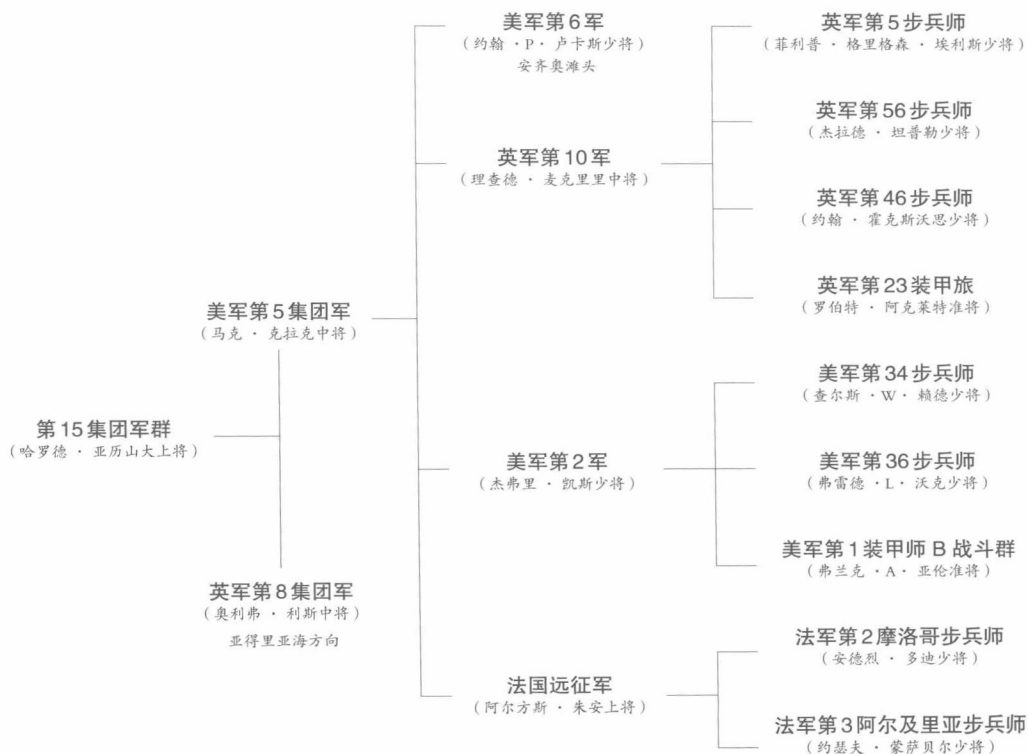 第15集团军群
（哈罗德 · 亚历山大上将）
美军第5集团军
（马克 · 克拉克中将）
英军第8集团军
（奥利弗 · 利斯中将）
亚得里亚海方向
美军第6军
（约翰 · P · 卢卡斯少将）
安齐奥滩头
英军第10军
（理查德 · 麦克里里中将）
英军第5步兵师
（菲利普 · 格里格森 · 埃利斯少将）
英军第56步兵师
（杰拉德 · 坦普勒少将）
英军第46步兵师
（约翰 · 霍克斯沃思少将）
英军第23装甲旅
（罗伯特 · 阿克莱特准将）
美军第2军
（杰弗里 · 凯斯少将）
美军第34步兵师
（查尔斯 · W · 赖德少将）
美军第36步兵师
（弗雷德 · L · 沃克少将）
美军第1装甲师 B 战斗群
（弗兰克 · A · 亚伦准将）
法国远征军
（阿尔方斯 · 朱安上将）
法军第2摩洛哥步兵师
（安德烈 · 多迪少将）
法军第3阿尔及里亚步兵师
（约瑟夫 · 蒙萨贝尔少将）